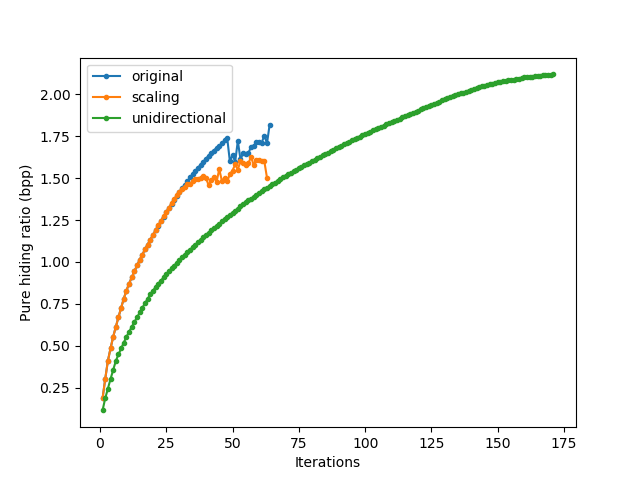 original
scaling
unidirectional
2.00
1.75
1.50
1.25
1.00
0.75
0.50
0.25
Pure hiding ratio (bpp)
0 25 50 75 100 125 150 175
Iterations